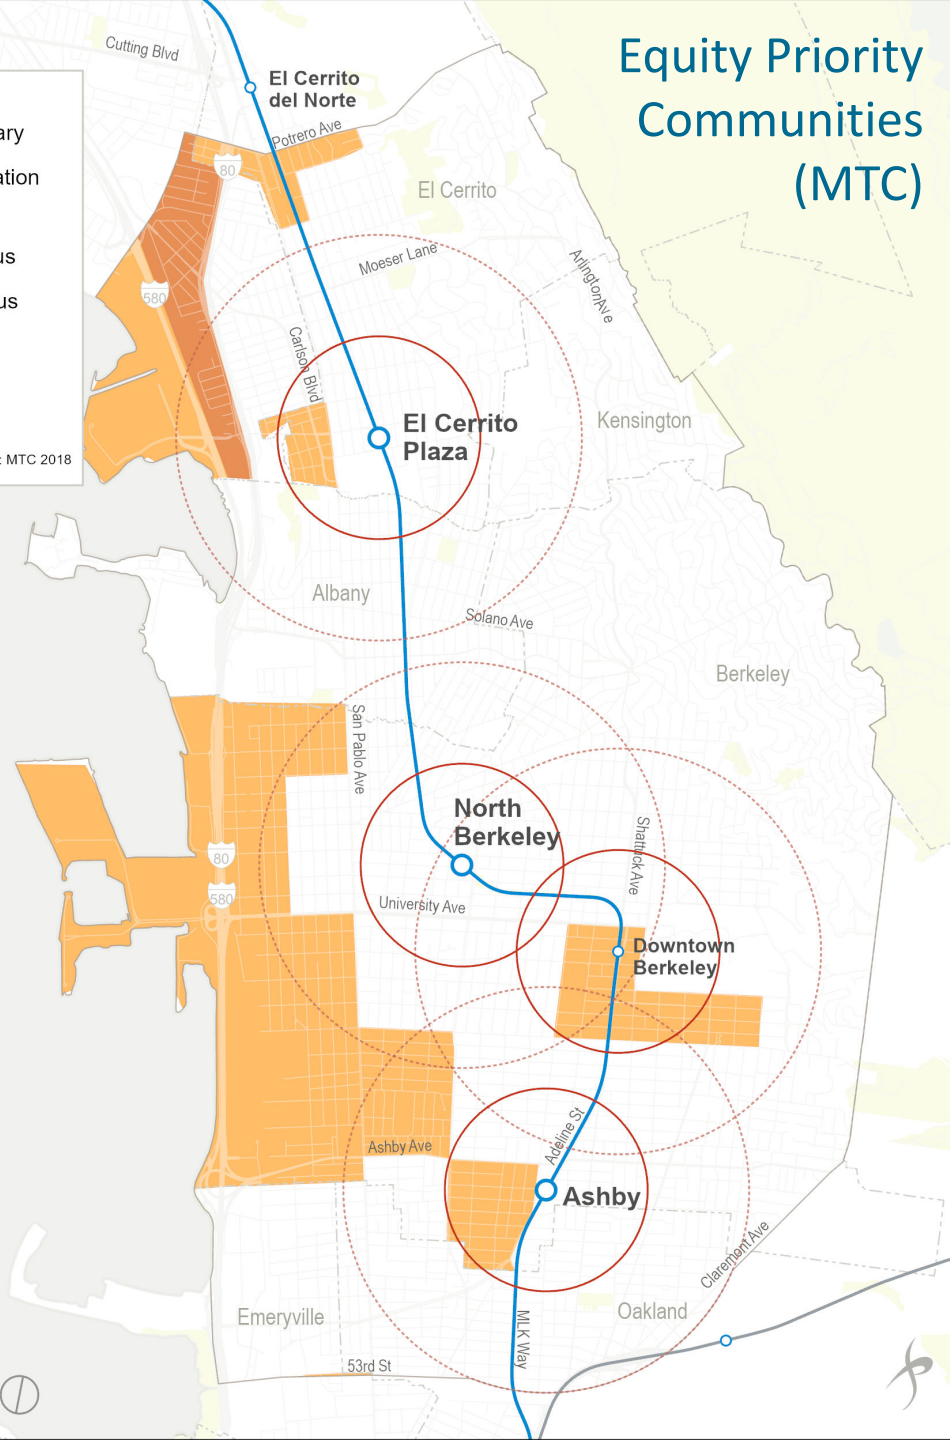 Equity Priority
Communities
(MTC)
Cutting Blvd
El Cerrito
del Norte
ary
Potrero Ave
80
ation
El Cerrito
us
Moeser Lane
ArlingtonAve
580
us
Carlson Blvd
El Cerrito
Plaza
Kensington
: MTC 2018
Albany
Solano Ave
Berkeley
San Pablo Ave
North
Berkeley
Shattuck Ave
80
580
University Ave
Downtown
Berkeley
Adeline St
Ashby Ave
Ashby
Claremont Ave
Emeryville
Oakland
MLK Way
53rd St